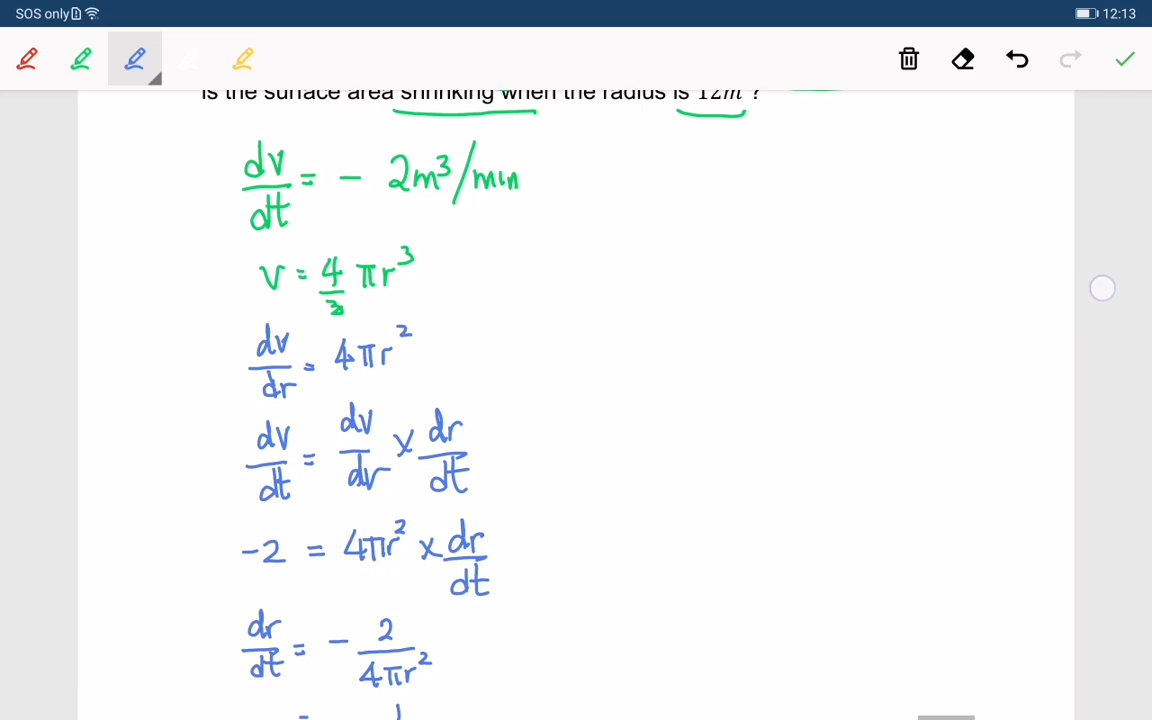 SOS only 12:13
is the surface area shrinking when the radius is 12m ?
dv/dt = - 2m³/min
v = 4/3 πr³
dv/dr = 4πr²
dv/dt = dv/dr × dr/dt
-2 = 4πr² × dr/dt
dr/dt = - 2/4πr²
=